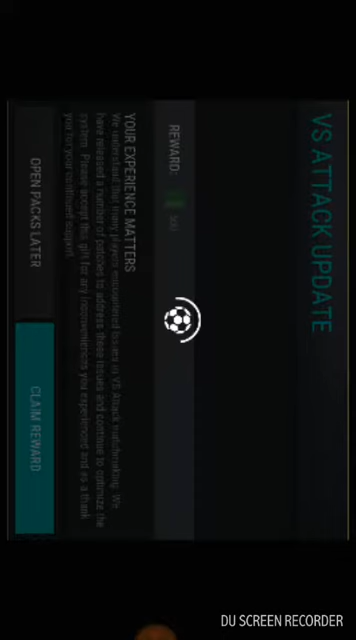 VS ATTACK UPDATE
REWARD:
YOUR EXPERIENCE MATTERS
We understand that many players encountered issues in VS Attack matchmaking. We
have released a number of patches to address these issues and continue to optimize the
system. Please accept this gift for any inconveniences you experienced and as a thank
you for your continued support.
OPEN PACKS LATER
CLAIM REWARD
DU SCREEN RECORDER